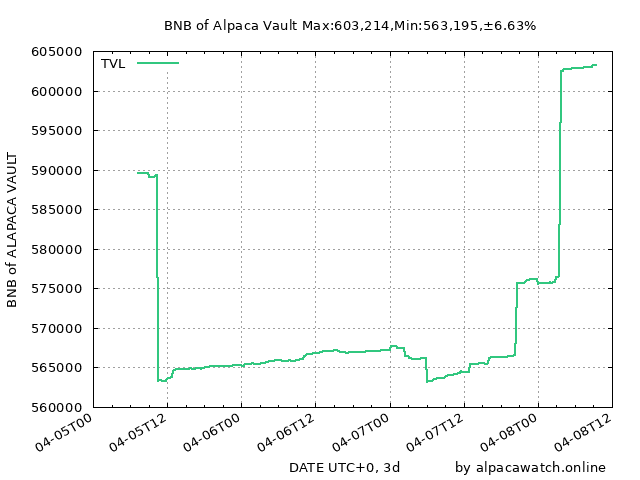 BNB of Alpaca Vault Max:603,214,Min:563,195,±6.63%
TVL
BNB of ALAPACA VAULT
605000
600000
595000
590000
585000
580000
575000
570000
565000
560000
04-05T00
04-05T12
04-06T00
04-06T12
04-07T00
04-07T12
04-08T00
04-08T12
DATE UTC+0, 3d
by alpacawatch.online